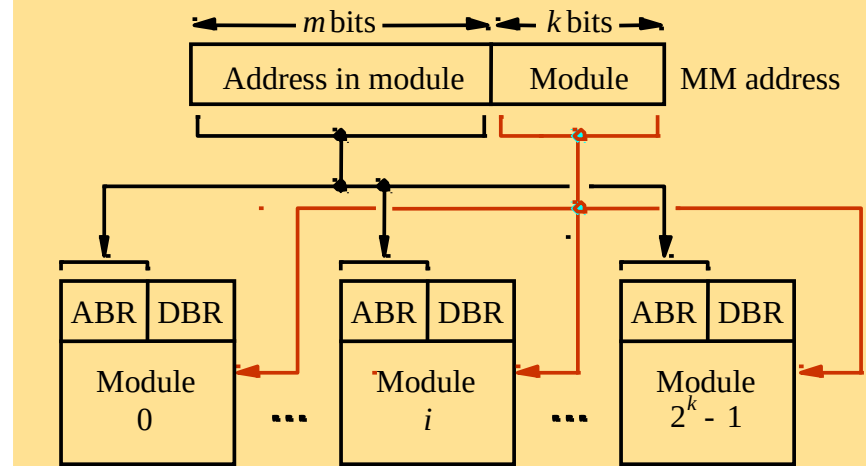 m bits k bits
Address in module Module MM address
ABR DBR ABR DBR ABR DBR
Module Module Module
0 ... i ... 2^k - 1